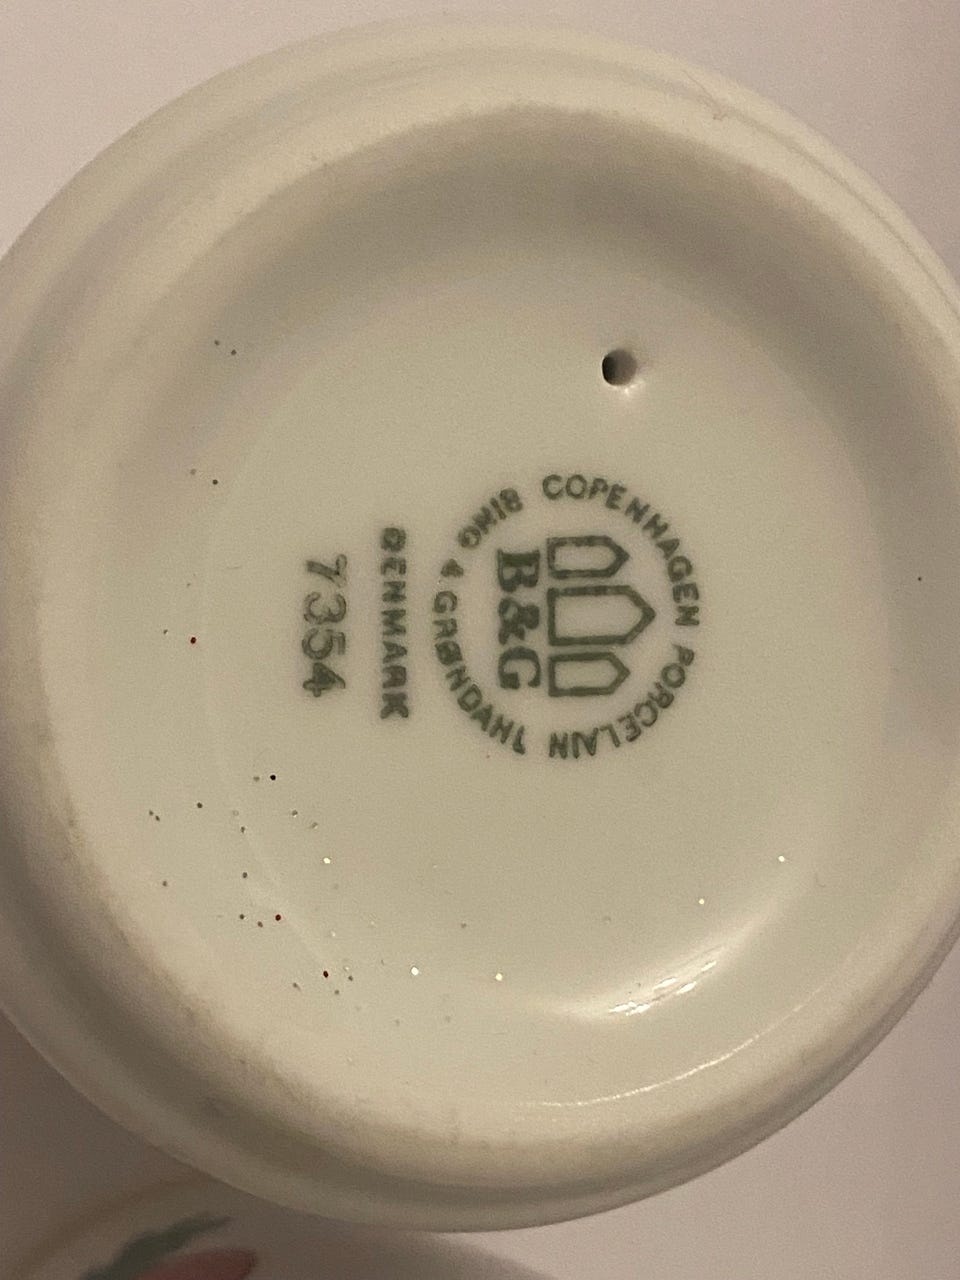 COPENHAGEN PORCELAIN
B&G
BING & GRØNDAHL
DENMARK
7354